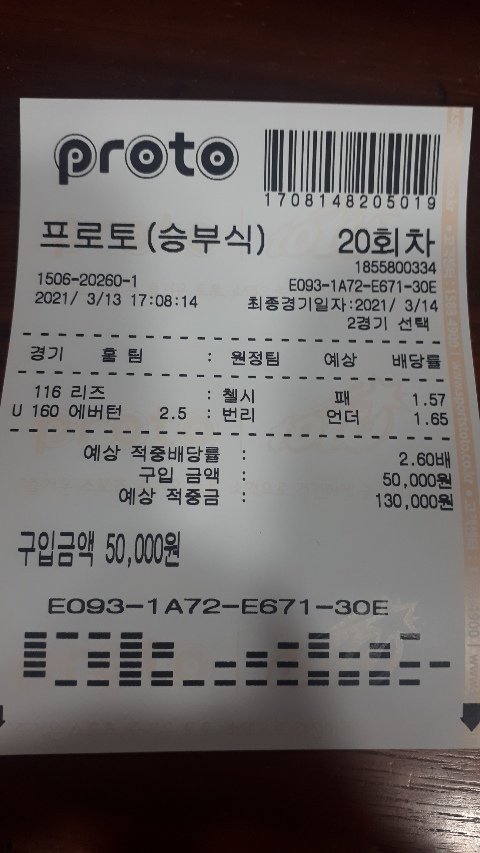 proto
1708148205019
프로토(승부식) 20회차
1855800334
1506-20260-1 E093-1A72-E671-30E
2021/ 3/13 17:08:14 최종경기일자:2021/ 3/14
2경기 선택
경기 홈 팀 : 원정팀 예상 배당률
116 리즈 : 첼시 패 1.57
U 160 에버턴 2.5 : 번리 언더 1.65
예상 적중배당률 : 2.60배
구입 금액 : 50,000원
예상 적중금 : 130,000원
구입금액 50,000원
E093-1A72-E671-30E